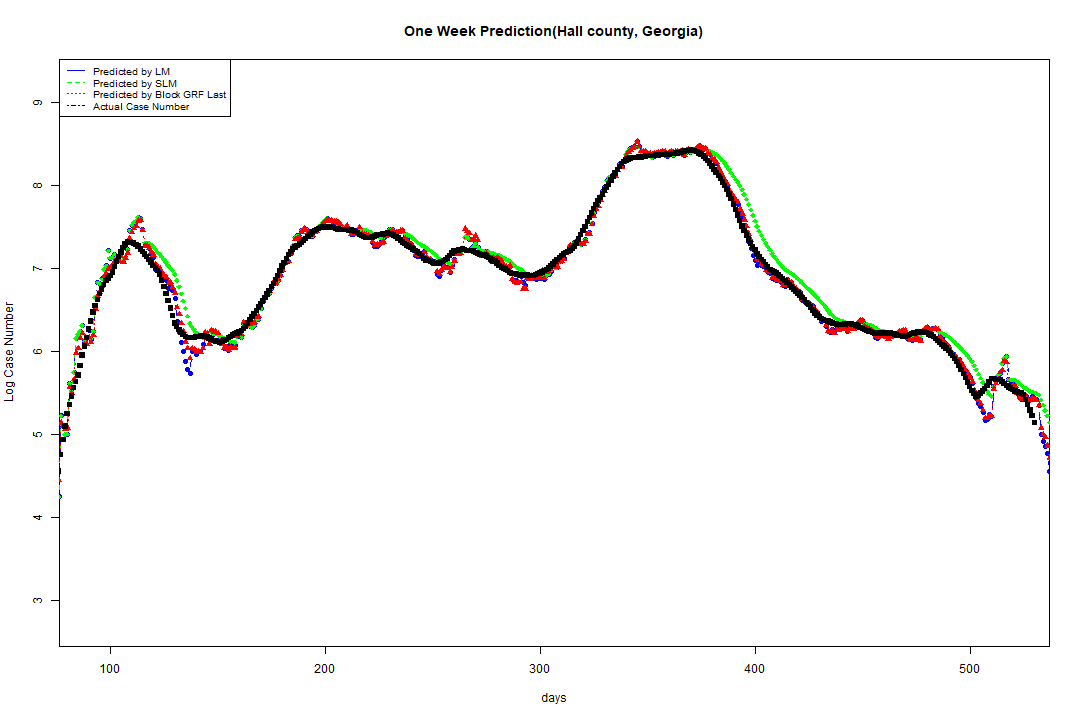 One Week Prediction(Hall county, Georgia)
Predicted by LM
Predicted by SLM
Predicted by Block GRF Last
Actual Case Number
9
8
7
6
5
4
3
Log Case Number
100 200 300 400 500
days